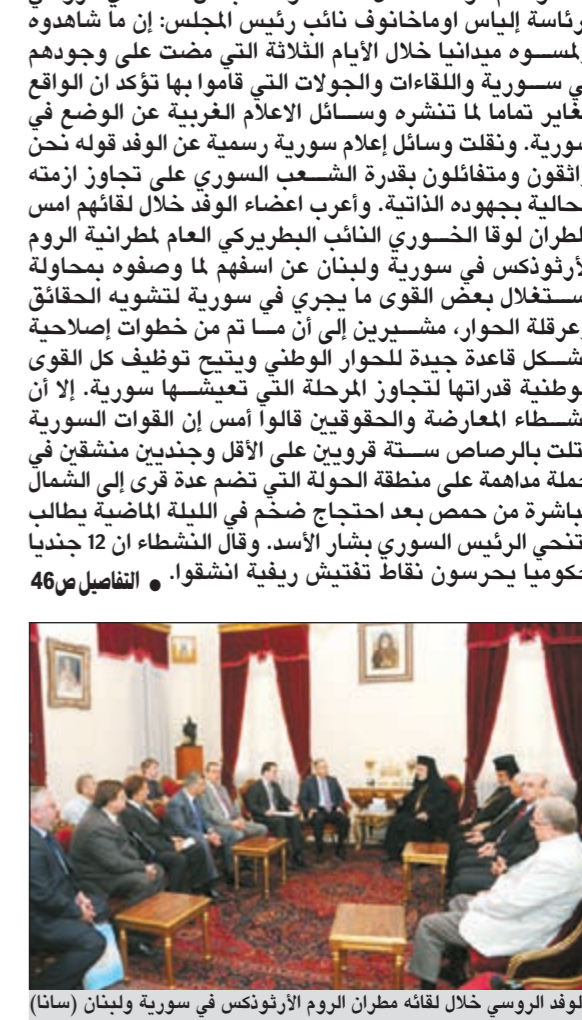 رئاسة إلياس اوماخانوف نائب رئيس المجلس: إن ما شاهدوه
لمسوه ميدانيا خلال الأيام الثلاثة التي مضت على وجودهم
ي سورية واللقاءات والجولات التي قاموا بها تؤكد ان الواقع
غاير تماما لما تنشره وسائل الاعلام الغربية عن الوضع في
سورية. ونقلت وسائل إعلام سورية رسمية عن الوفد قوله نحن
اثقون ومتفائلون بقدرة الشعب السوري على تجاوز ازمته
حالية بجهوده الذاتية. وأعرب اعضاء الوفد خلال لقائهم امس
لمطران لوقا الخوري النائب البطريركي العام لمطرانية الروم
لأرثوذكس في سورية ولبنان عن اسفهم لما وصفوه بمحاولة
ستغلال بعض القوى ما يجري في سورية لتشويه الحقائق
عرقلة الحوار، مشيرين إلى أن ما تم من خطوات إصلاحية
شكل قاعدة جيدة للحوار الوطني ويتيح توظيف كل القوى
لوطنية قدراتها لتجاوز المرحلة التي تعيشها سورية. إلا أن
شطاء المعارضة والحقوقيين قالوا أمس إن القوات السورية
تلت بالرصاص ستة قرويين على الأقل وجنديين منشقين في
حملة مداهمة على منطقة الحولة التي تضم عدة قرى إلى الشمال
باشرة من حمص بعد احتجاج ضخم في الليلة الماضية يطالب
تنحي الرئيس السوري بشار الأسد. وقال النشطاء ان 12 جنديا
حكوميا يحرسون نقاط تفتيش ريفية انشقوا. ● التفاصيل ص46
لوفد الروسي خلال لقائه مطران الروم الأرثوذكس في سورية ولبنان (سانا)